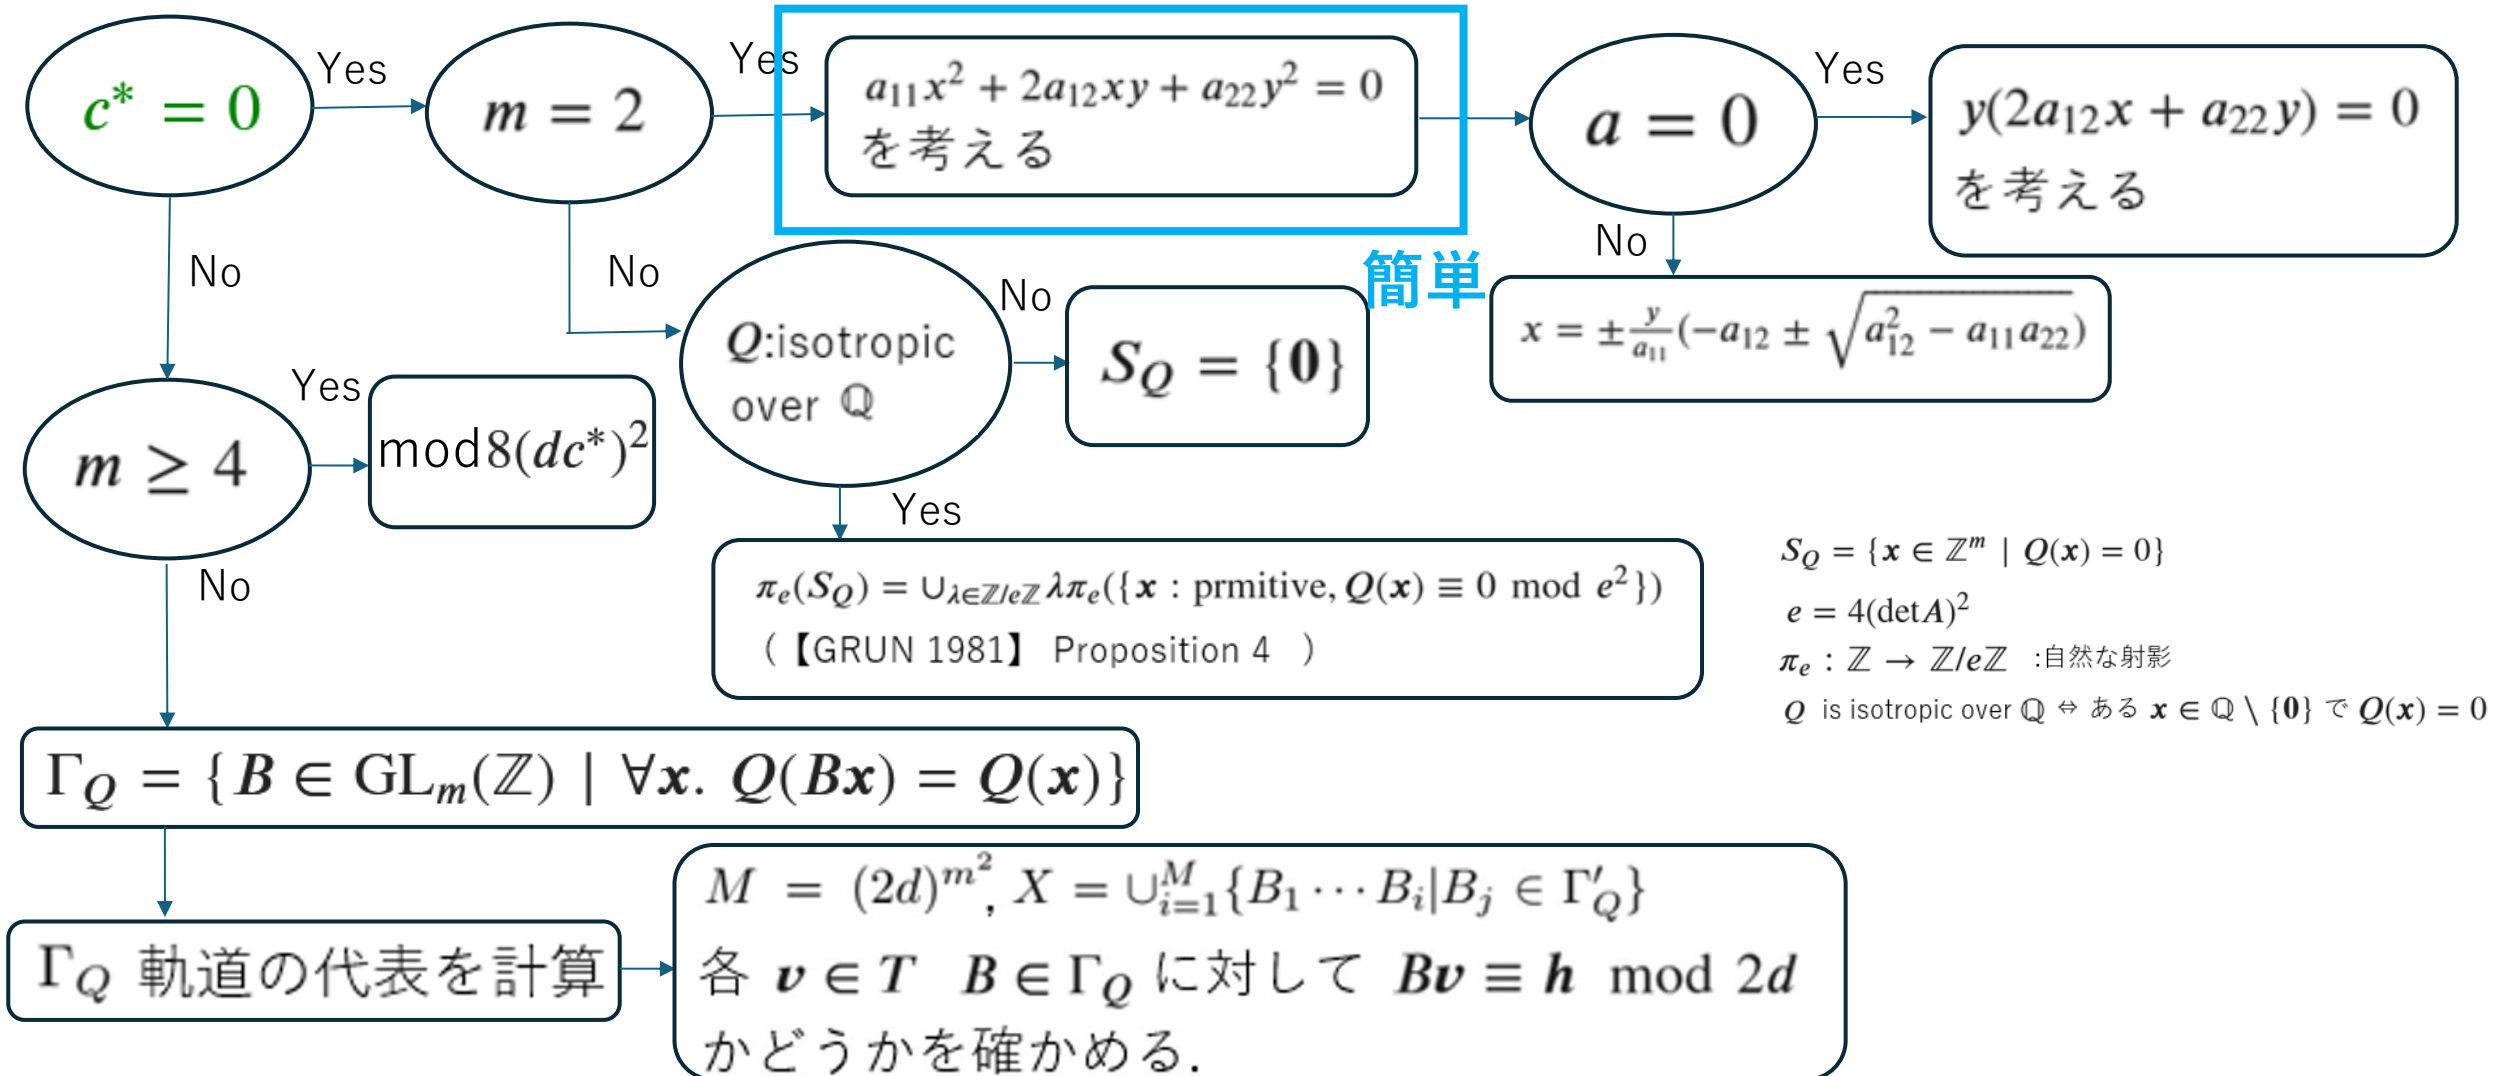 c* = 0
Yes
m = 2
Yes
a₁₁x² + 2a₁₂xy + a₂₂y² = 0
を考える
a = 0
Yes
y(2a₁₂x + a₂₂y) = 0
を考える
No
No
No
簡単
Q:isotropic
over ℚ
No
S_Q = {0}
x = ± y/a₁₁ (−a₁₂ ± √(a₁₂² − a₁₁a₂₂))
m ≥ 4
Yes
mod8(dc*)²
Yes
No
π_e(S_Q) = ∪_{λ∈ℤ/eℤ} λπ_e({x : prmitive, Q(x) ≡ 0 mod e²})
(【GRUN 1981】 Proposition 4 )
S_Q = {x ∈ ℤᵐ | Q(x) = 0}
e = 4(detA)²
π_e : ℤ → ℤ/eℤ :自然な射影
Q is isotropic over ℚ ⇔ ある x ∈ ℚ \ {0} で Q(x) = 0
Γ_Q = {B ∈ GL_m(ℤ) | ∀x. Q(Bx) = Q(x)}
Γ_Q 軌道の代表を計算
M = (2d)^{m²}, X = ∪_{i=1}^{M} {B₁ ⋯ B_i|B_j ∈ Γ′_Q}
各 v ∈ T B ∈ Γ_Q に対して Bv ≡ h mod 2d
かどうかを確かめる.